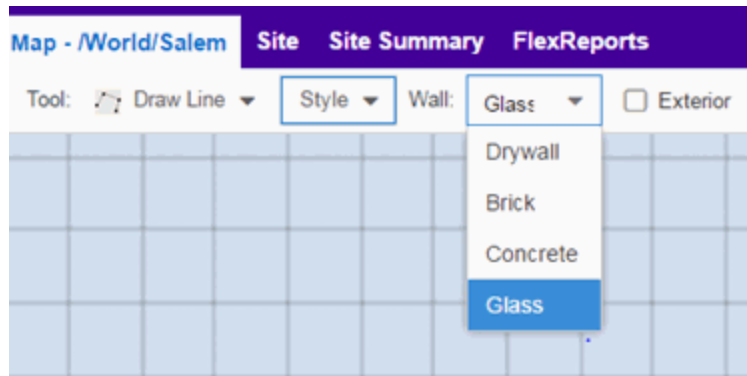 Map - /World/Salem Site Site Summary FlexReports
Tool: Draw Line Style Wall: Glass Exterior
Drywall
Brick
Concrete
Glass